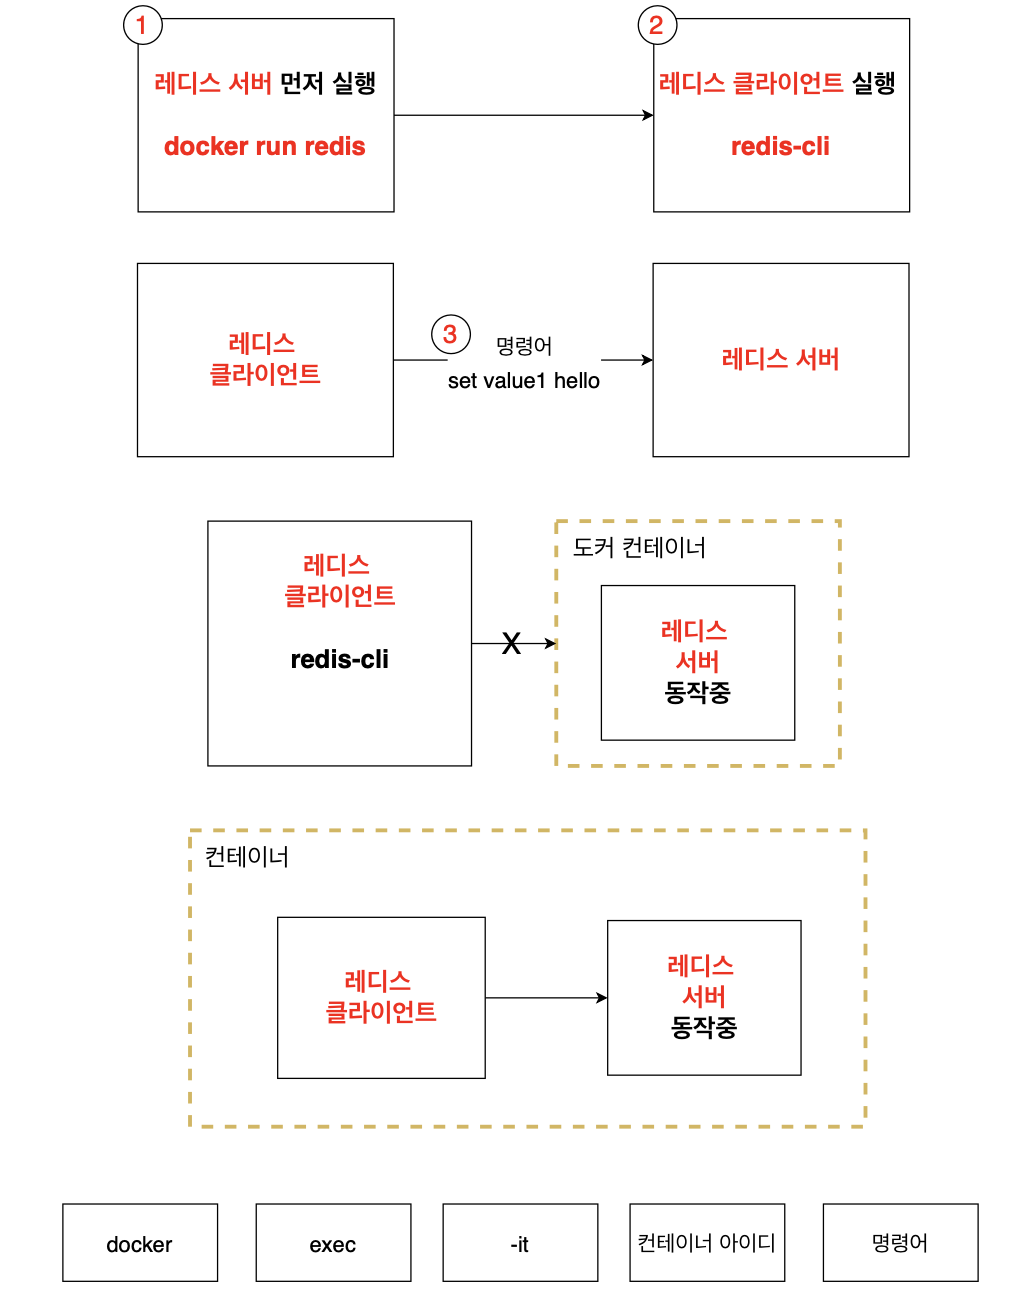 1
레디스 서버 먼저 실행
docker run redis
2
레디스 클라이언트 실행
redis-cli
레디스
클라이언트
3
명령어
set value1 hello
레디스 서버
레디스
클라이언트
redis-cli
X
도커 컨테이너
레디스
서버
동작중
컨테이너
레디스
클라이언트
레디스
서버
동작중
docker
exec
-it
컨테이너 아이디
명령어